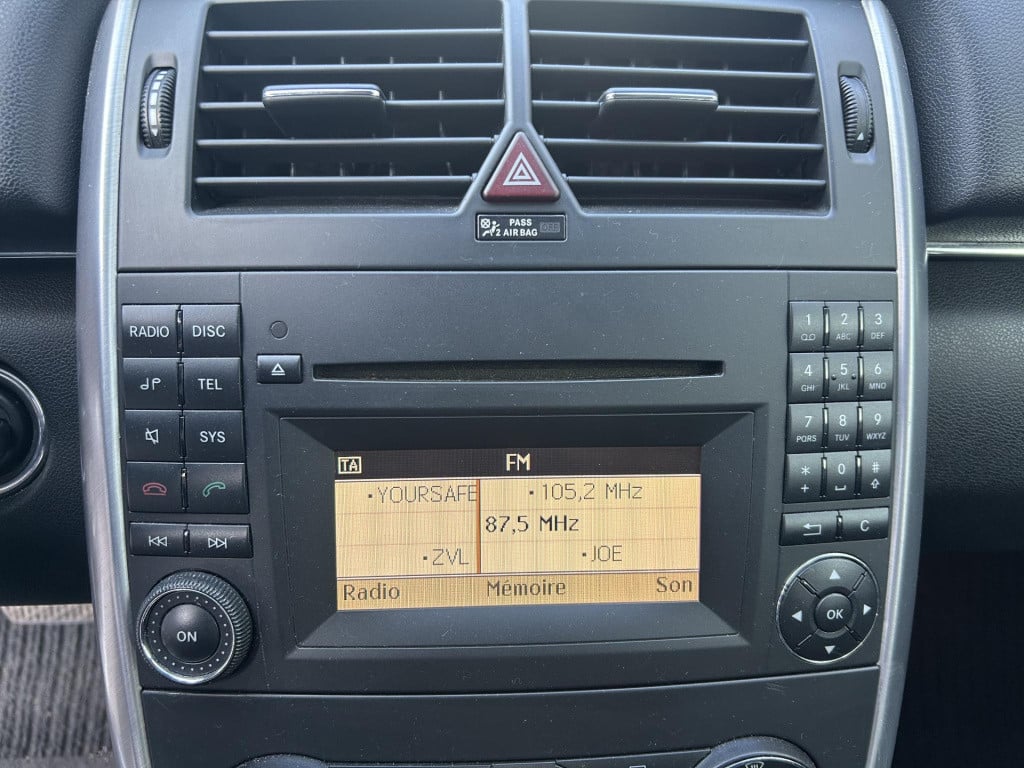 PASS
2 AIR BAG OFF
RADIO DISC
TEL
SYS
ON
TA FM
YOURSAFE 105,2 MHz
87,5 MHz
ZVL JOE
Radio Mémoire Son
1 2 3
ABC DEF
4 5 6
GHI JKL MNO
7 8 9
PQRS TUV WXYZ
* 0 #
+
C
OK